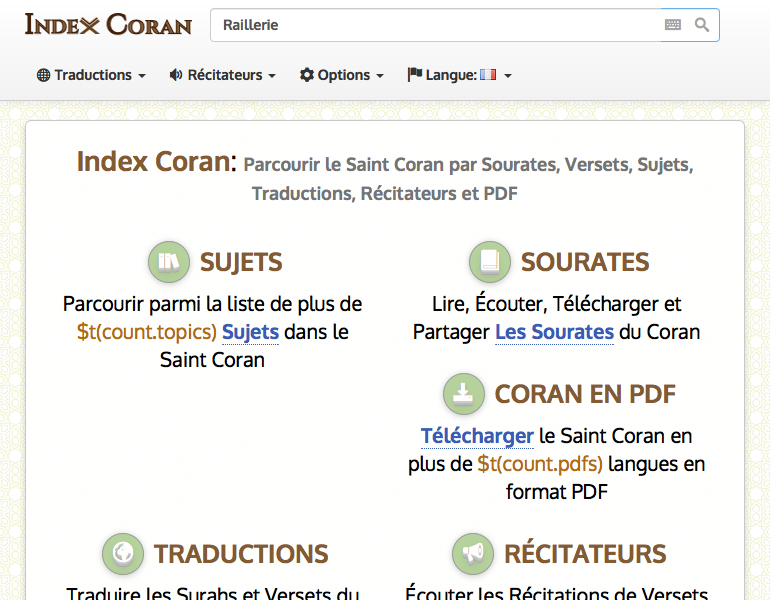 INDEX CORAN
Raillerie
Traductions
Récitateurs
Options
Langue:
Index Coran: Parcourir le Saint Coran par Sourates, Versets, Sujets,
Traductions, Récitateurs et PDF
SUJETS
Parcourir parmi la liste de plus de
$t(count.topics) Sujets dans le
Saint Coran
SOURATES
Lire, Écouter, Télécharger et
Partager Les Sourates du Coran
CORAN EN PDF
Télécharger le Saint Coran en
plus de $t(count.pdfs) langues en
format PDF
TRADUCTIONS
Traduire les Surahs et Versets du
RÉCITATEURS
Écouter les Récitations de Versets